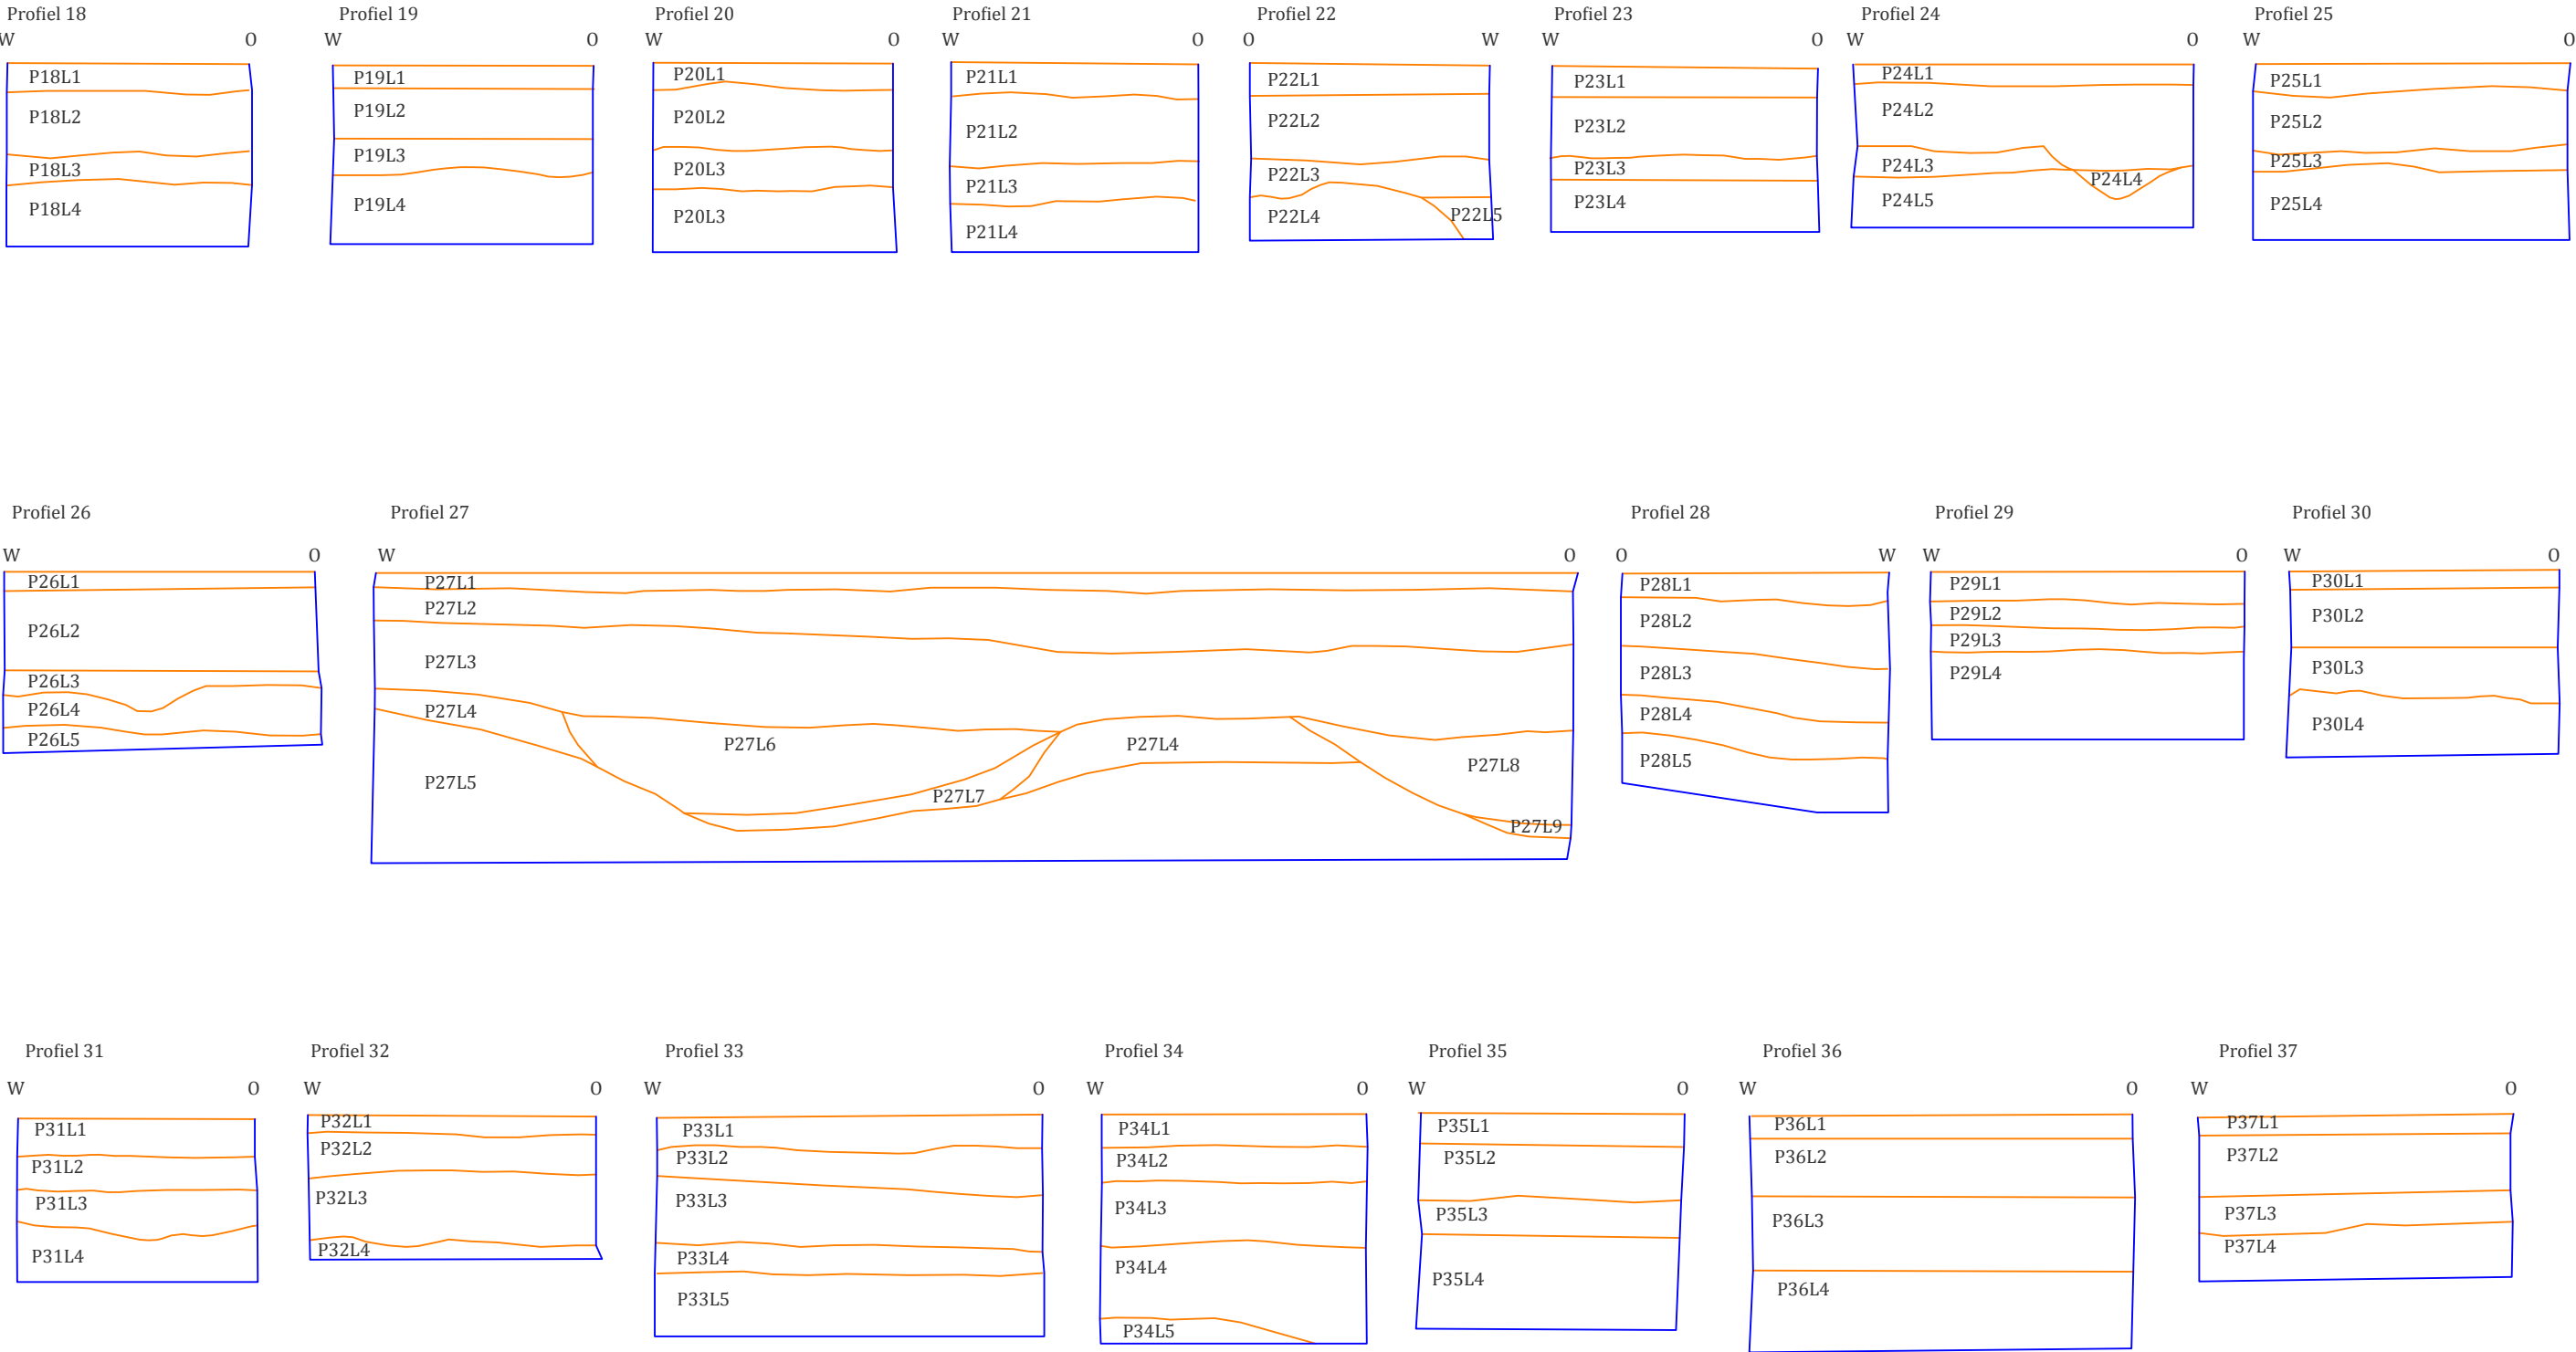 Profiel 18 Profiel 19 Profiel 20 Profiel 21 Profiel 22 Profiel 23 Profiel 24 Profiel 25
W O W O W O W O O W W O W O W O
P18L1
P18L2
P18L3
P18L4
P19L1
P19L2
P19L3
P19L4
P20L1
P20L2
P20L3
P20L3
P21L1
P21L2
P21L3
P21L4
P22L1
P22L2
P22L3
P22L4
P22L5
P23L1
P23L2
P23L3
P23L4
P24L1
P24L2
P24L3
P24L4
P24L5
P25L1
P25L2
P25L3
P25L4
Profiel 26 Profiel 27 Profiel 28 Profiel 29 Profiel 30
W O W O O W W O W O
P26L1
P26L2
P26L3
P26L4
P26L5
P27L1
P27L2
P27L3
P27L4
P27L5
P27L6
P27L7
P27L4
P27L8
P27L9
P28L1
P28L2
P28L3
P28L4
P28L5
P29L1
P29L2
P29L3
P29L4
P30L1
P30L2
P30L3
P30L4
Profiel 31 Profiel 32 Profiel 33 Profiel 34 Profiel 35 Profiel 36 Profiel 37
W O W O W O W O W O W O W O
P31L1
P31L2
P31L3
P31L4
P32L1
P32L2
P32L3
P32L4
P33L1
P33L2
P33L3
P33L4
P33L5
P34L1
P34L2
P34L3
P34L4
P34L5
P35L1
P35L2
P35L3
P35L4
P36L1
P36L2
P36L3
P36L4
P37L1
P37L2
P37L3
P37L4